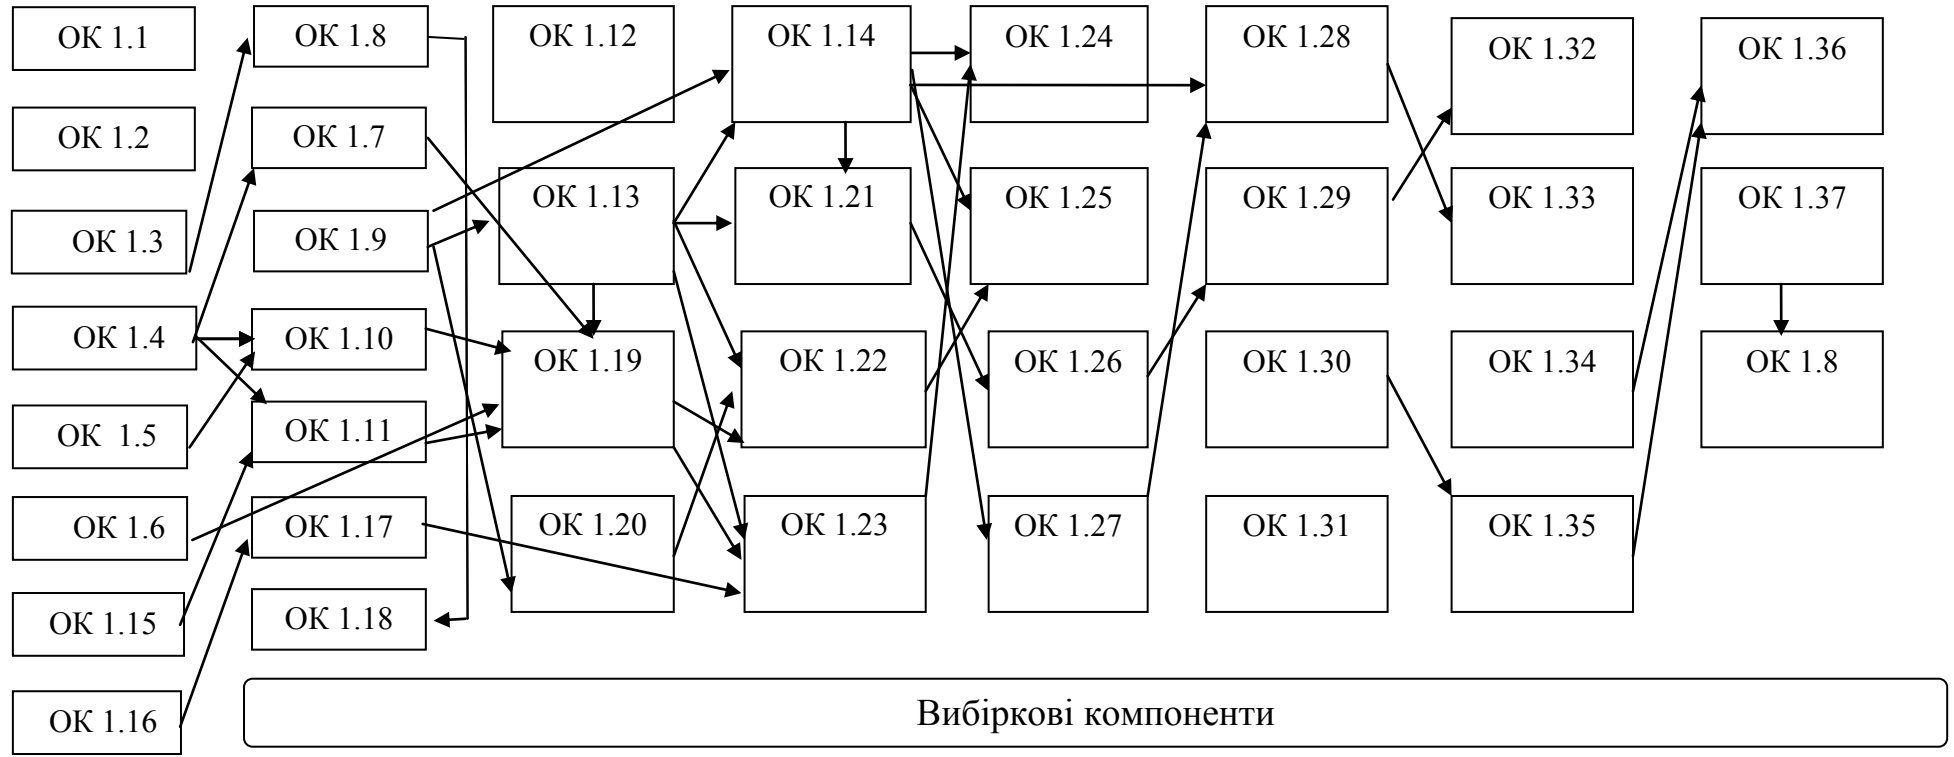 ОК 1.1
ОК 1.2
ОК 1.3
ОК 1.4
ОК 1.5
ОК 1.6
ОК 1.15
ОК 1.16
ОК 1.8
ОК 1.7
ОК 1.9
ОК 1.10
ОК 1.11
ОК 1.17
ОК 1.18
ОК 1.12
ОК 1.13
ОК 1.19
ОК 1.20
ОК 1.14
ОК 1.21
ОК 1.22
ОК 1.23
ОК 1.24
ОК 1.25
ОК 1.26
ОК 1.27
ОК 1.28
ОК 1.29
ОК 1.30
ОК 1.31
ОК 1.32
ОК 1.33
ОК 1.34
ОК 1.35
ОК 1.36
ОК 1.37
ОК 1.8
Вибіркові компоненти